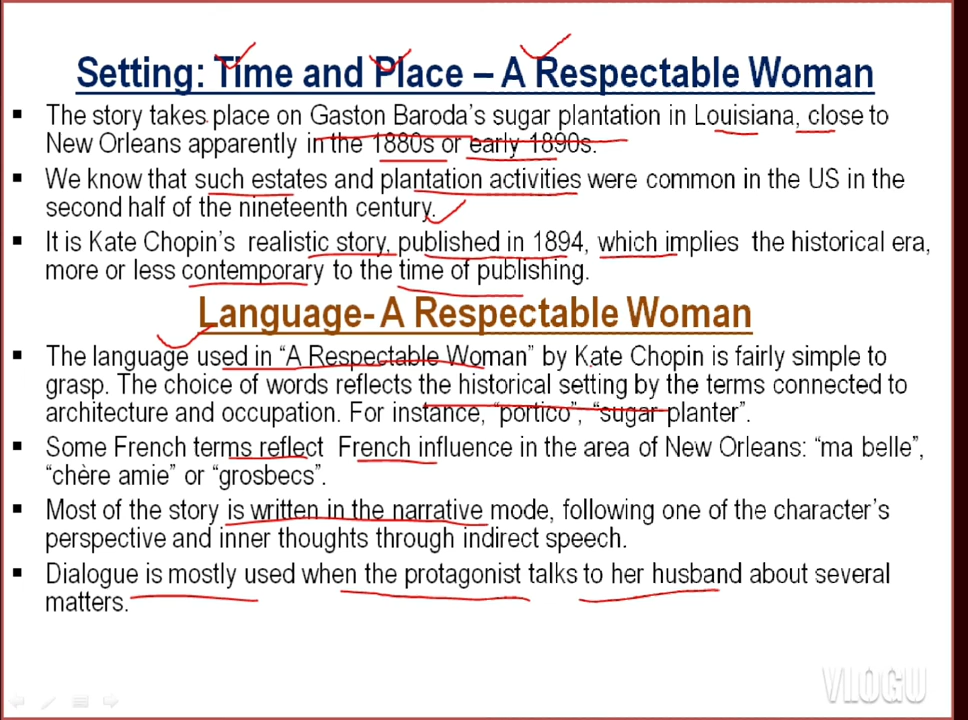 Setting: Time and Place – A Respectable Woman
▪ The story takes place on Gaston Baroda's sugar plantation in Louisiana, close to
New Orleans apparently in the 1880s or early 1890s.
▪ We know that such estates and plantation activities were common in the US in the
second half of the nineteenth century.
▪ It is Kate Chopin's realistic story, published in 1894, which implies the historical era,
more or less contemporary to the time of publishing.
Language- A Respectable Woman
▪ The language used in “A Respectable Woman” by Kate Chopin is fairly simple to
grasp. The choice of words reflects the historical setting by the terms connected to
architecture and occupation. For instance, “portico”, “sugar-planter”.
▪ Some French terms reflect French influence in the area of New Orleans: “ma belle”,
“chère amie” or “grosbecs”.
▪ Most of the story is written in the narrative mode, following one of the character's
perspective and inner thoughts through indirect speech.
▪ Dialogue is mostly used when the protagonist talks to her husband about several
matters.
VLOGU